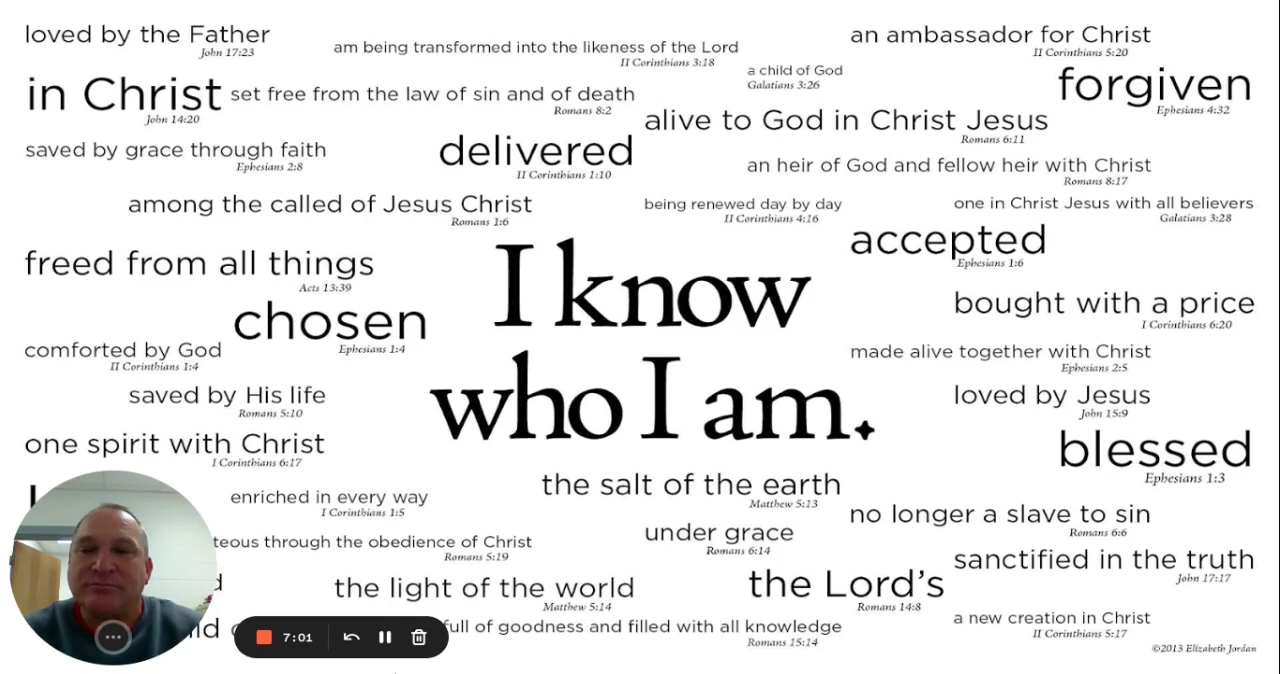 loved by the Father
John 17:23
am being transformed into the likeness of the Lord
II Corinthians 3:18
an ambassador for Christ
II Corinthians 5:20
a child of God
Galatians 3:26
in Christ
John 14:20
set free from the law of sin and of death
Romans 8:2
forgiven
Ephesians 4:32
alive to God in Christ Jesus
Romans 6:11
saved by grace through faith
Ephesians 2:8
delivered
II Corinthians 1:10
an heir of God and fellow heir with Christ
Romans 8:17
among the called of Jesus Christ
Romans 1:6
being renewed day by day
II Corinthians 4:16
one in Christ Jesus with all believers
Galatians 3:28
accepted
Ephesians 1:6
freed from all things
Acts 13:39
I know
who I am.
chosen
Ephesians 1:4
bought with a price
I Corinthians 6:20
comforted by God
II Corinthians 1:4
made alive together with Christ
Ephesians 2:5
saved by His life
Romans 5:10
loved by Jesus
John 15:9
one spirit with Christ
I Corinthians 6:17
blessed
Ephesians 1:3
enriched in every way
I Corinthians 1:5
the salt of the earth
Matthew 5:13
no longer a slave to sin
Romans 6:6
under grace
Romans 6:14
through the obedience of Christ
Romans 5:19
sanctified in the truth
John 17:17
the light of the world
Matthew 5:14
the Lord's
Romans 14:8
full of goodness and filled with all knowledge
Romans 15:14
a new creation in Christ
II Corinthians 5:17
7:01
©2013 Elizabeth Jordan